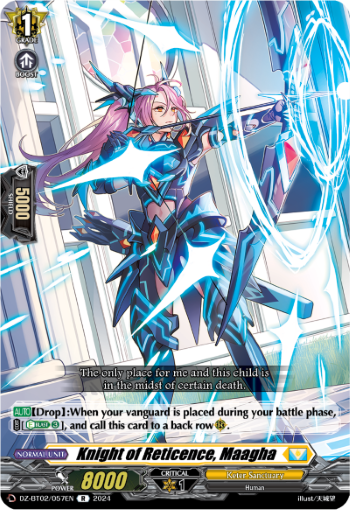 1
GRADE
BOOST
5000
SHIELD
The only place for me and this child is
in the midst of certain death.
AUTO【Drop】:When your vanguard is placed during your battle phase,
], and call this card to a back row .
NORMAL UNIT
Knight of Reticence, Maagha
POWER 8000
CRITICAL
1
Keter Sanctuary
Human
DZ-BT02/057EN R 2024
illust/天城望